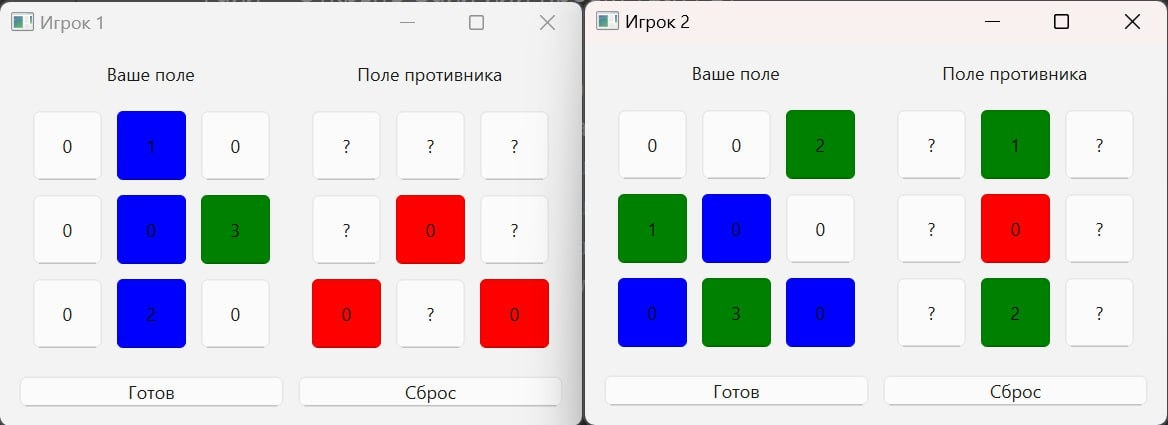 Игрок 1
Ваше поле Поле противника
0 1 0 ? ? ?
0 0 3 ? 0 ?
0 2 0 0 ? 0
Готов Сброс
Игрок 2
Ваше поле Поле противника
0 0 2 ? 1 ?
1 0 0 ? 0 ?
0 3 0 ? 2 ?
Готов Сброс